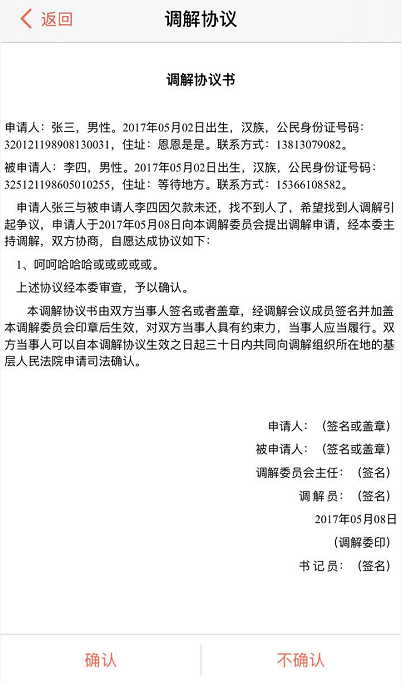 返回
调解协议
调解协议书
申请人：张三，男性。2017年05月02日出生，汉族，公民身份证号码：
320121198908130031，住址：恩恩是是。联系方式：13813079082。
被申请人：李四，男性。2017年05月02日出生，汉族，公民身份证号码：
325121198605010255，住址：等待地方。联系方式：15366108582。
申请人张三与被申请人李四因欠款未还，找不到人了，希望找到人调解引
起争议，申请人于2017年05月08日向本调解委员会提出调解申请，经本委主
持调解，双方协商，自愿达成协议如下：
1、呵呵哈哈哈或或或或或。
上述协议经本委审查，予以确认。
本调解协议书由双方当事人签名或者盖章，经调解会议成员签名并加盖
本调解委员会印章后生效，对双方当事人具有约束力，当事人应当履行。双
方当事人可以自本调解协议生效之日起三十日内共同向调解组织所在地的基
层人民法院申请司法确认。
申请人：（签名或盖章）
被申请人：（签名或盖章）
调解委员会主任：（签名）
调 解 员：（签名）
2017年05月08日
（调解委印）
书 记 员：（签名）
确认
不确认